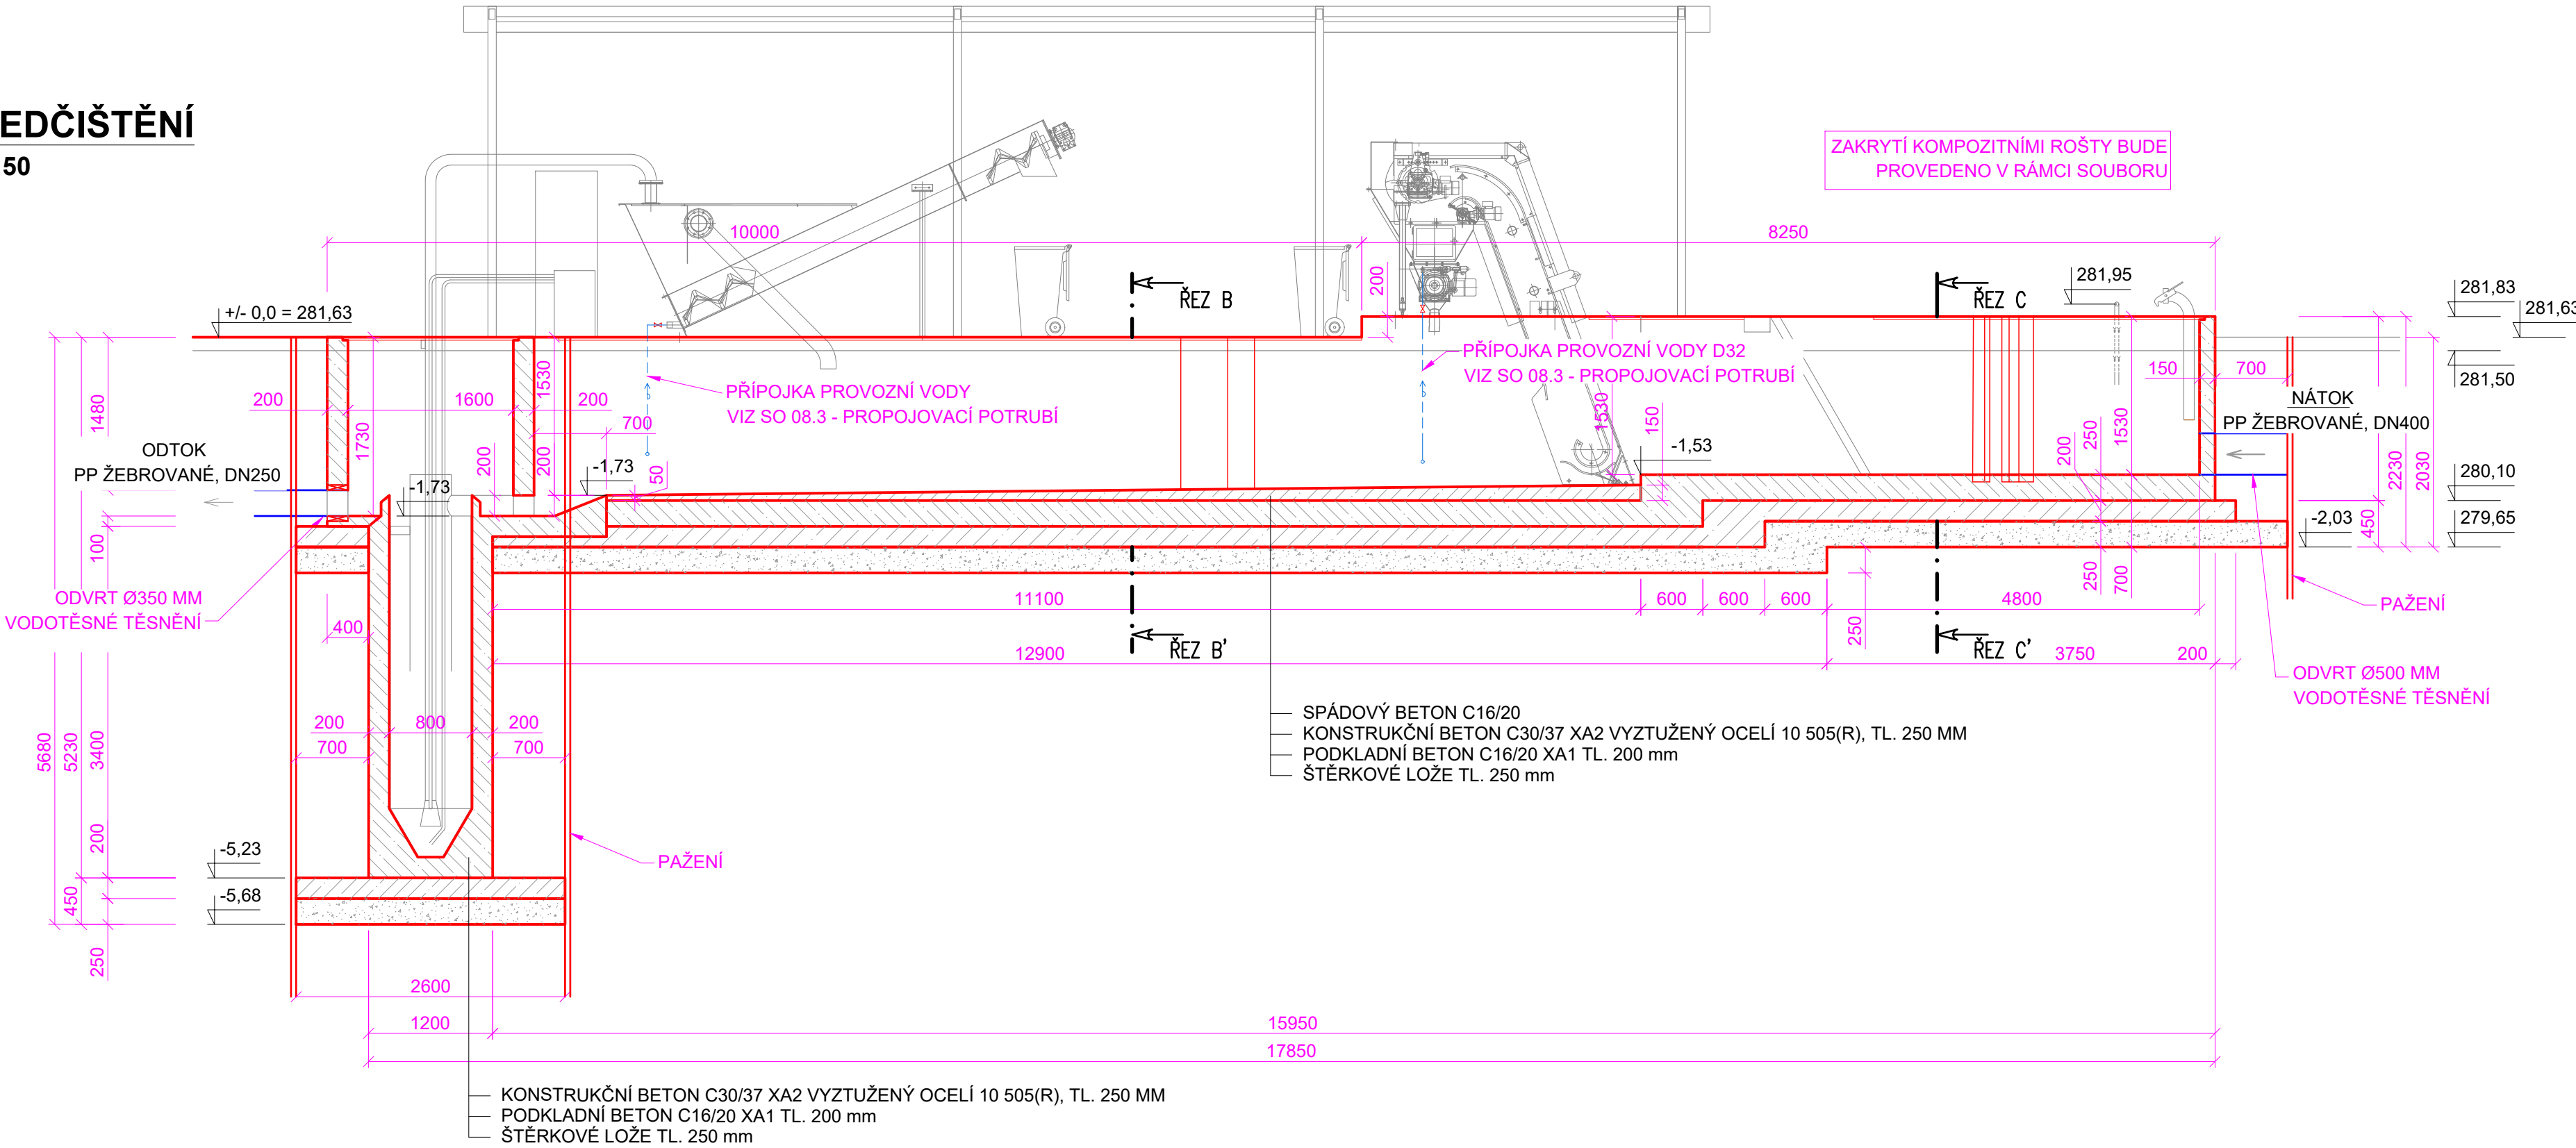 EDČIŠTĚNÍ
50
ZAKRYTÍ KOMPOZITNÍMI ROŠTY BUDE
PROVEDENO V RÁMCI SOUBORU
10000
8250
200
ŘEZ B
ŘEZ C
281,95
281,83
281,63
+/- 0,0 = 281,63
281,50
PŘÍPOJKA PROVOZNÍ VODY D32
VIZ SO 08.3 - PROPOJOVACÍ POTRUBÍ
PŘÍPOJKA PROVOZNÍ VODY
VIZ SO 08.3 - PROPOJOVACÍ POTRUBÍ
150
700
NÁTOK
PP ŽEBROVANÉ, DN400
200
1600
200
1530
700
1480
1730
1530
150
250
1530
200
2230
2030
ODTOK
PP ŽEBROVANÉ, DN250
-1,73
-1,73
-1,53
200
200
50
280,10
279,65
-2,03
450
100
250
700
ODVRT Ø350 MM
VODOTĚSNÉ TĚSNĚNÍ
400
11100
600
600
600
4800
250
PAŽENÍ
ŘEZ B'
ŘEZ C'
12900
3750
200
ODVRT Ø500 MM
VODOTĚSNÉ TĚSNĚNÍ
200
800
200
700
700
5680
5230
3400
SPÁDOVÝ BETON C16/20
KONSTRUKČNÍ BETON C30/37 XA2 VYZTUŽENÝ OCELÍ 10 505(R), TL. 250 MM
PODKLADNÍ BETON C16/20 XA1 TL. 200 mm
ŠTĚRKOVÉ LOŽE TL. 250 mm
200
-5,23
PAŽENÍ
450
-5,68
250
2600
1200
15950
17850
KONSTRUKČNÍ BETON C30/37 XA2 VYZTUŽENÝ OCELÍ 10 505(R), TL. 250 MM
PODKLADNÍ BETON C16/20 XA1 TL. 200 mm
ŠTĚRKOVÉ LOŽE TL. 250 mm